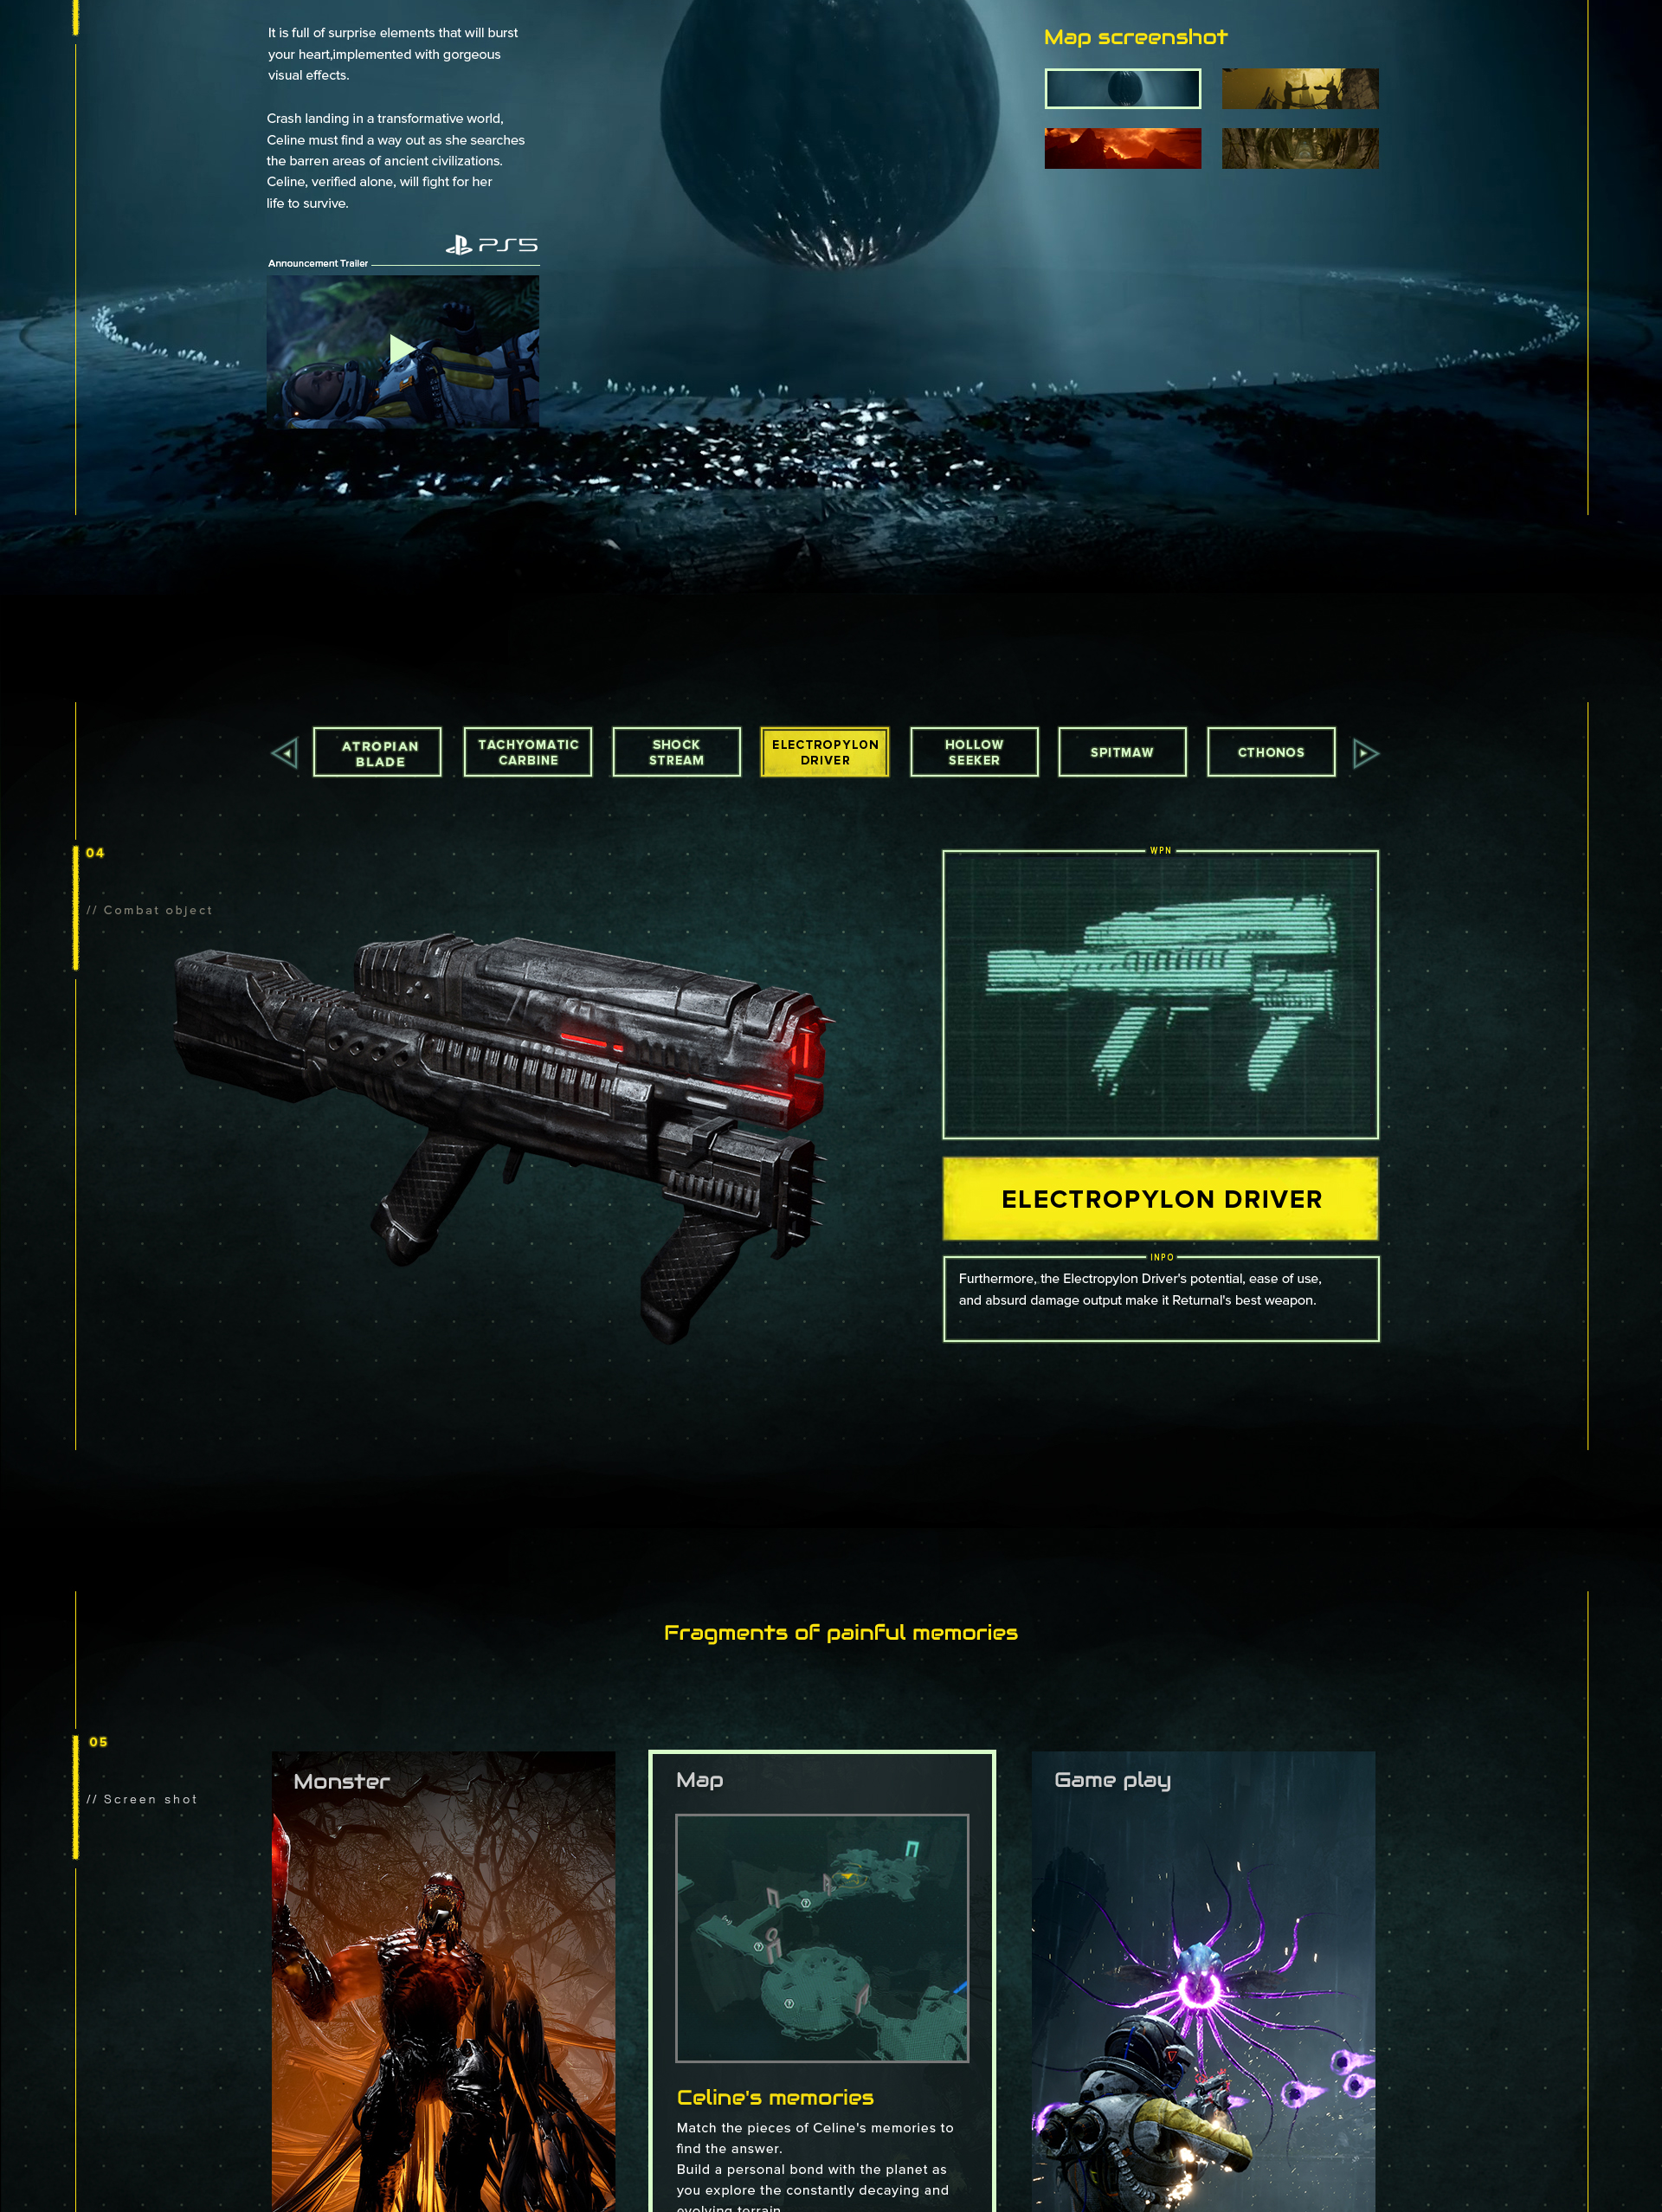 It is full of surprise elements that will burst
your heart,implemented with gorgeous
visual effects.
Crash landing in a transformative world,
Celine must find a way out as she searches
the barren areas of ancient civilizations.
Celine, verified alone, will fight for her
life to survive.
PS5
Announcement Trailer
Map screenshot
ATROPIAN
BLADE
TACHYOMATIC
CARBINE
SHOCK
STREAM
ELECTROPYLON
DRIVER
HOLLOW
SEEKER
SPITMAW
CTHONOS
04
// Combat object
WPN
ELECTROPYLON DRIVER
INPO
Furthermore, the Electropylon Driver's potential, ease of use,
and absurd damage output make it Returnal's best weapon.
Fragments of painful memories
05
// Screen shot
Monster
Map
Celine's memories
Match the pieces of Celine's memories to
find the answer.
Build a personal bond with the planet as
you explore the constantly decaying and
evolving terrain
Game play